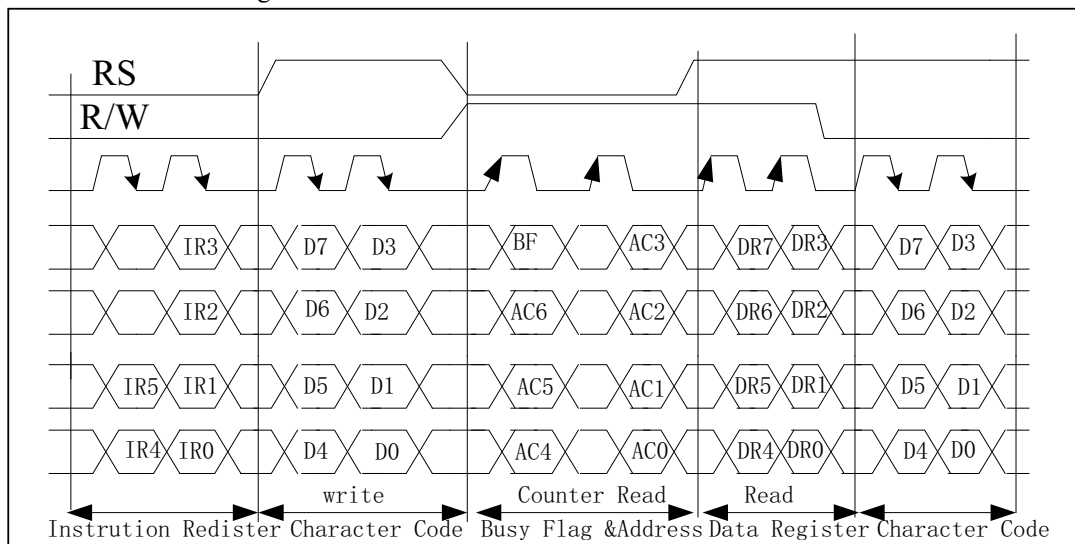 RS
R/W
IR3 D7 D3 BF AC3 DR7 DR3 D7 D3
IR2 D6 D2 AC6 AC2 DR6 DR2 D6 D2
IR5 IR1 D5 D1 AC5 AC1 DR5 DR1 D5 D1
IR4 IR0 D4 D0 AC4 AC0 DR4 DR0 D4 D0
write Counter Read Read
Instrution Redister Character Code Busy Flag &Address Data Register Character Code